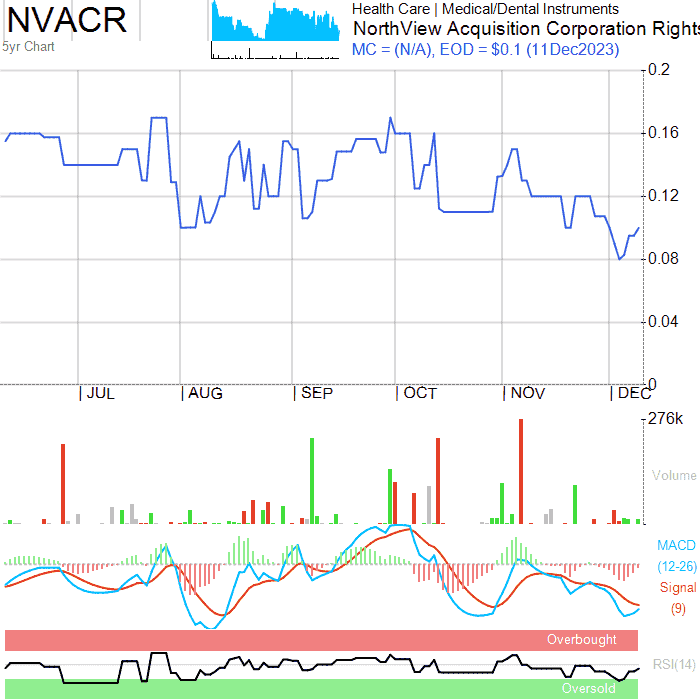 NVACR
5yr Chart
Health Care | Medical/Dental Instruments
NorthView Acquisition Corporation Rights
MC = (N/A), EOD = $0.1 (11Dec2023)
0.2
0.16
0.12
0.08
0.04
0
JUL AUG SEP OCT NOV DEC
276k
Volume
MACD
(12-26)
Signal
(9)
Overbought
RSI(14)
Oversold